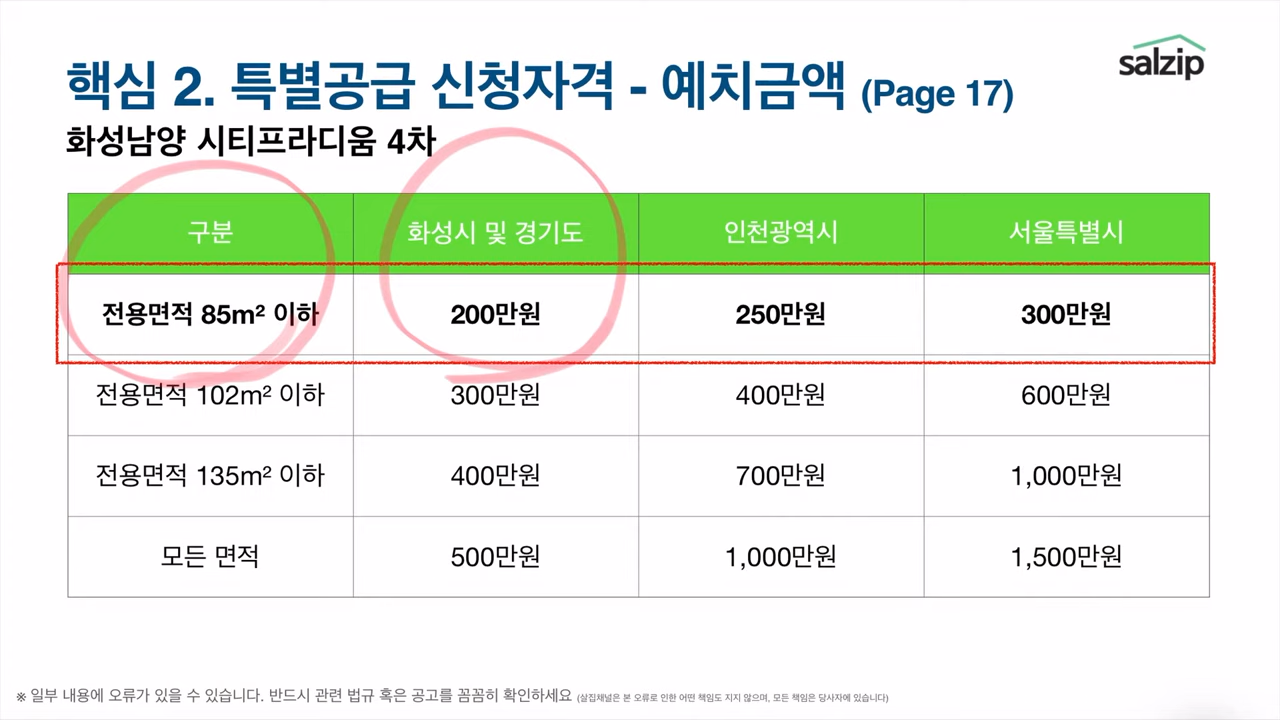 salzip
핵심 2. 특별공급 신청자격 - 예치금액 (Page 17)
화성남양 시티프라디움 4차
구분 화성시 및 경기도 인천광역시 서울특별시
전용면적 85m² 이하 200만원 250만원 300만원
전용면적 102m² 이하 300만원 400만원 600만원
전용면적 135m² 이하 400만원 700만원 1,000만원
모든 면적 500만원 1,000만원 1,500만원
※ 일부 내용에 오류가 있을 수 있습니다. 반드시 관련 법규 혹은 공고를 꼼꼼히 확인하세요 (살집채널은 본 오류로 인한 어떤 책임도 지지 않으며, 모든 책임은 당사자에 있습니다)